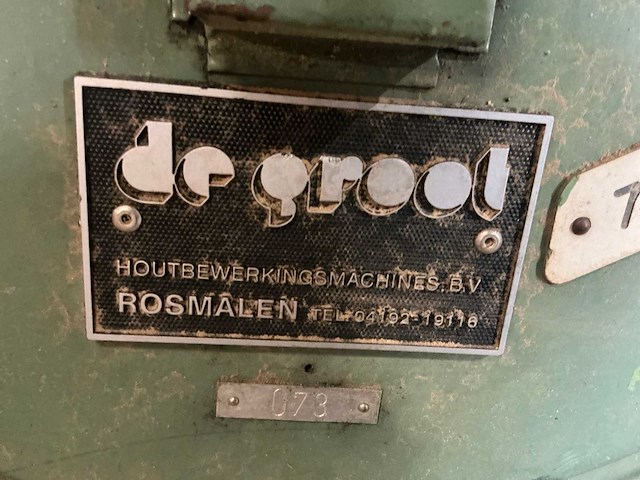 de groot
HOUTBEWERKINGSMACHINES.B.V
ROSMALEN TEL.04192-19116
073